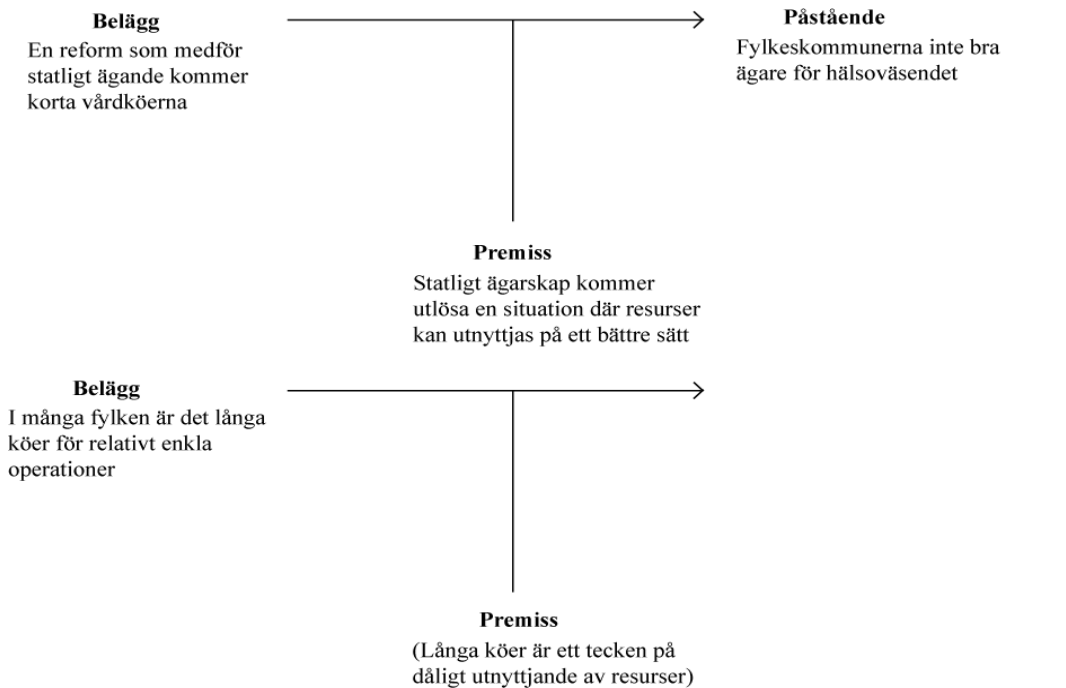 Belägg
En reform som medför
statligt ägande kommer
korta vårdköerna
Påstående
Fylkeskommunerna inte bra
ägare för hälsoväsendet
Premiss
Statligt ägarskap kommer
utlösa en situation där resurser
kan utnyttjas på ett bättre sätt
Belägg
I många fylken är det långa
köer för relativt enkla
operationer
Premiss
(Långa köer är ett tecken på
dåligt utnyttjande av resurser)